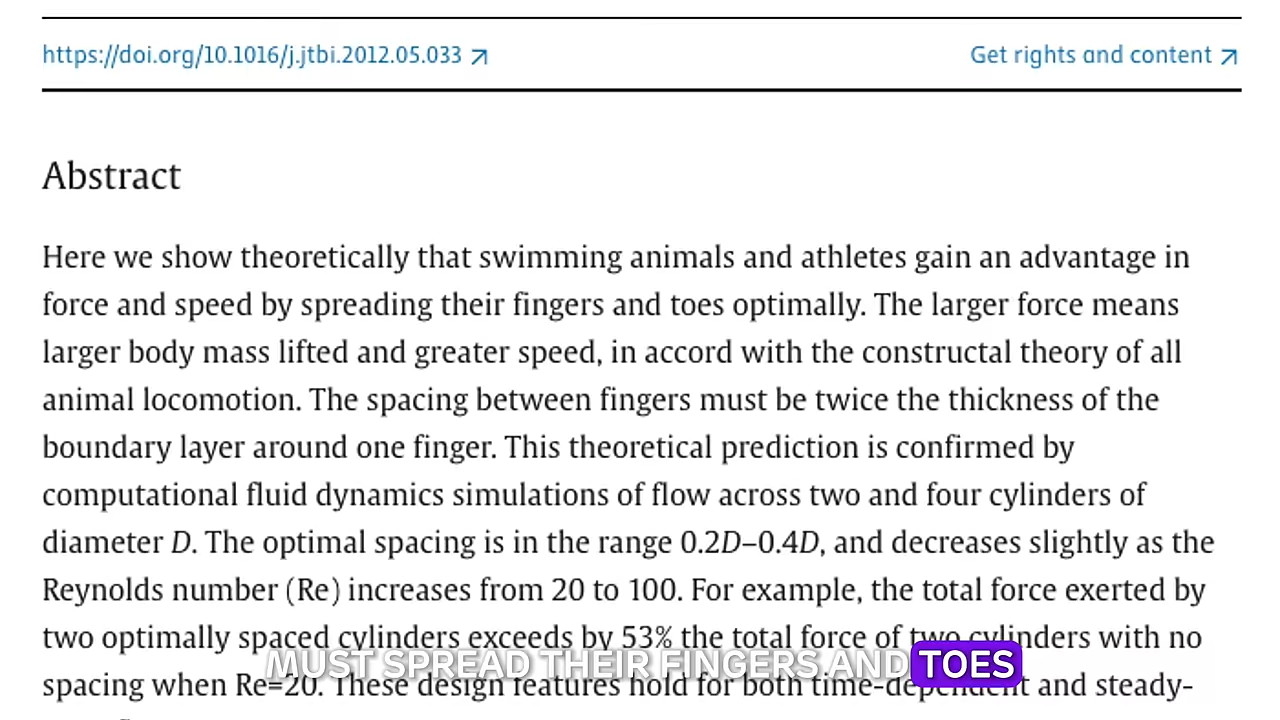 https://doi.org/10.1016/j.jtbi.2012.05.033 ↗ Get rights and content ↗
Abstract
Here we show theoretically that swimming animals and athletes gain an advantage in
force and speed by spreading their fingers and toes optimally. The larger force means
larger body mass lifted and greater speed, in accord with the constructal theory of all
animal locomotion. The spacing between fingers must be twice the thickness of the
boundary layer around one finger. This theoretical prediction is confirmed by
computational fluid dynamics simulations of flow across two and four cylinders of
diameter D. The optimal spacing is in the range 0.2D–0.4D, and decreases slightly as the
Reynolds number (Re) increases from 20 to 100. For example, the total force exerted by
two optimally spaced cylinders exceeds by 53% the total force of two cylinders with no
MUST SPREAD THEIR FINGERS AND TOES
spacing when Re=20. These design features hold for both time-dependent and steady-